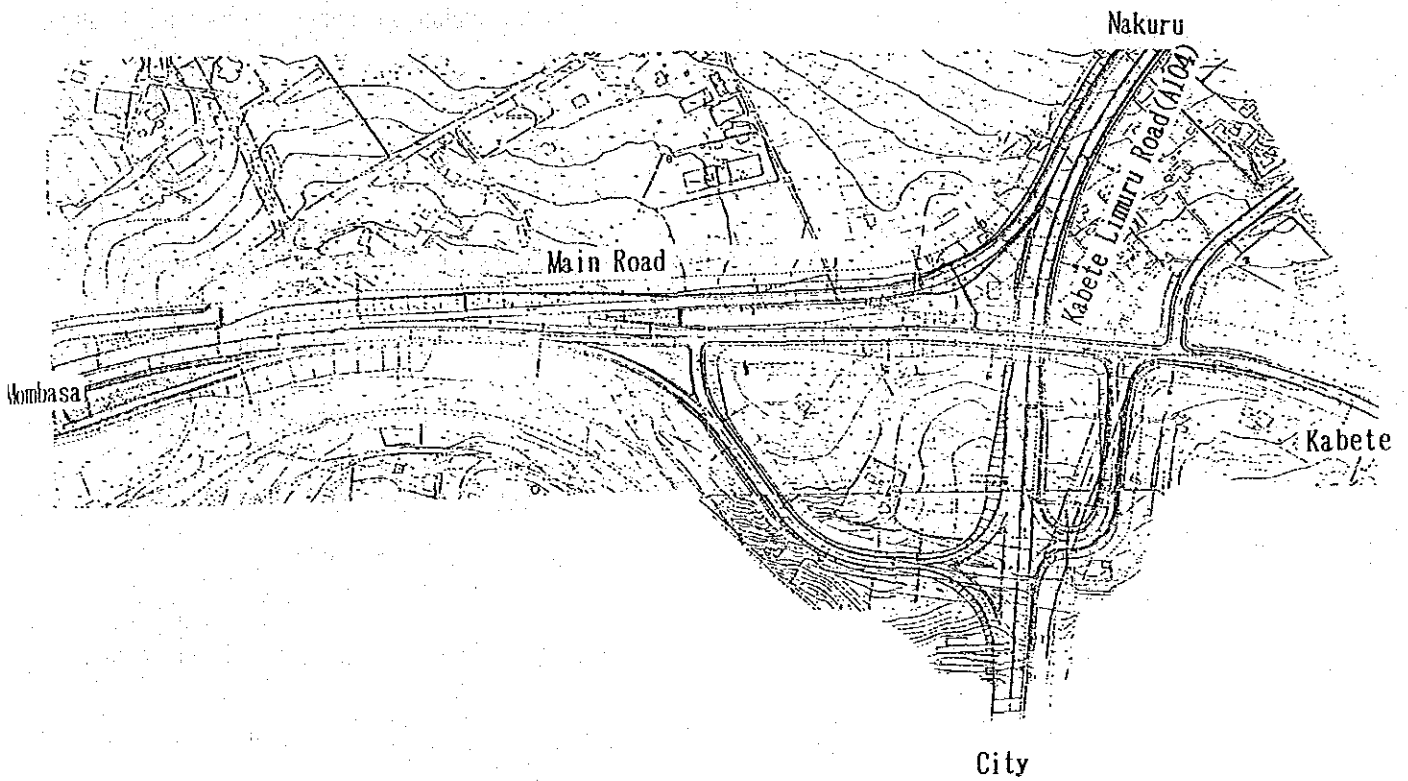 Nakuru
Kabete Limuru Road(A104)
Main Road
Mombasa
Kabete
City